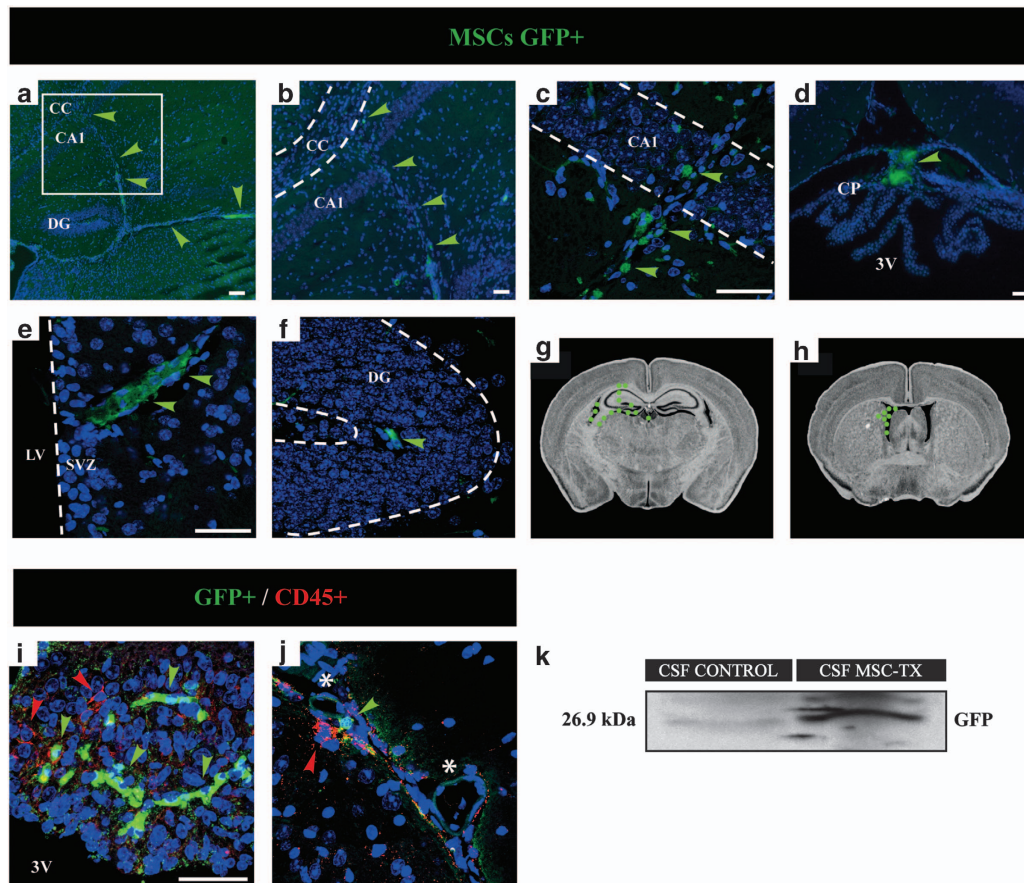 MSCs GFP+
a
CC
CA1
DG
b
CC
CA1
c
CA1
d
CP
3V
e
LV
SVZ
f
DG
g
h
GFP+ / CD45+
i
3V
j
*
*
k
CSF CONTROL
CSF MSC-TX
26.9 kDa
GFP